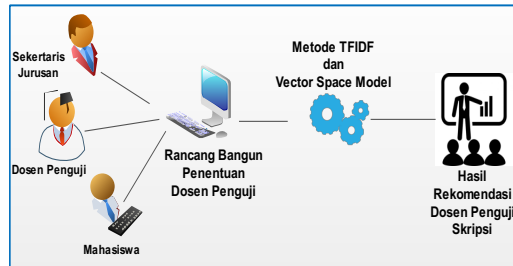 Sekertaris
Jurusan
Dosen Penguji
Mahasiswa
Rancang Bangun
Penentuan
Dosen Penguji
Metode TFIDF
dan
Vector Space Model
Hasil
Rekomendasi
Dosen Penguji
Skripsi